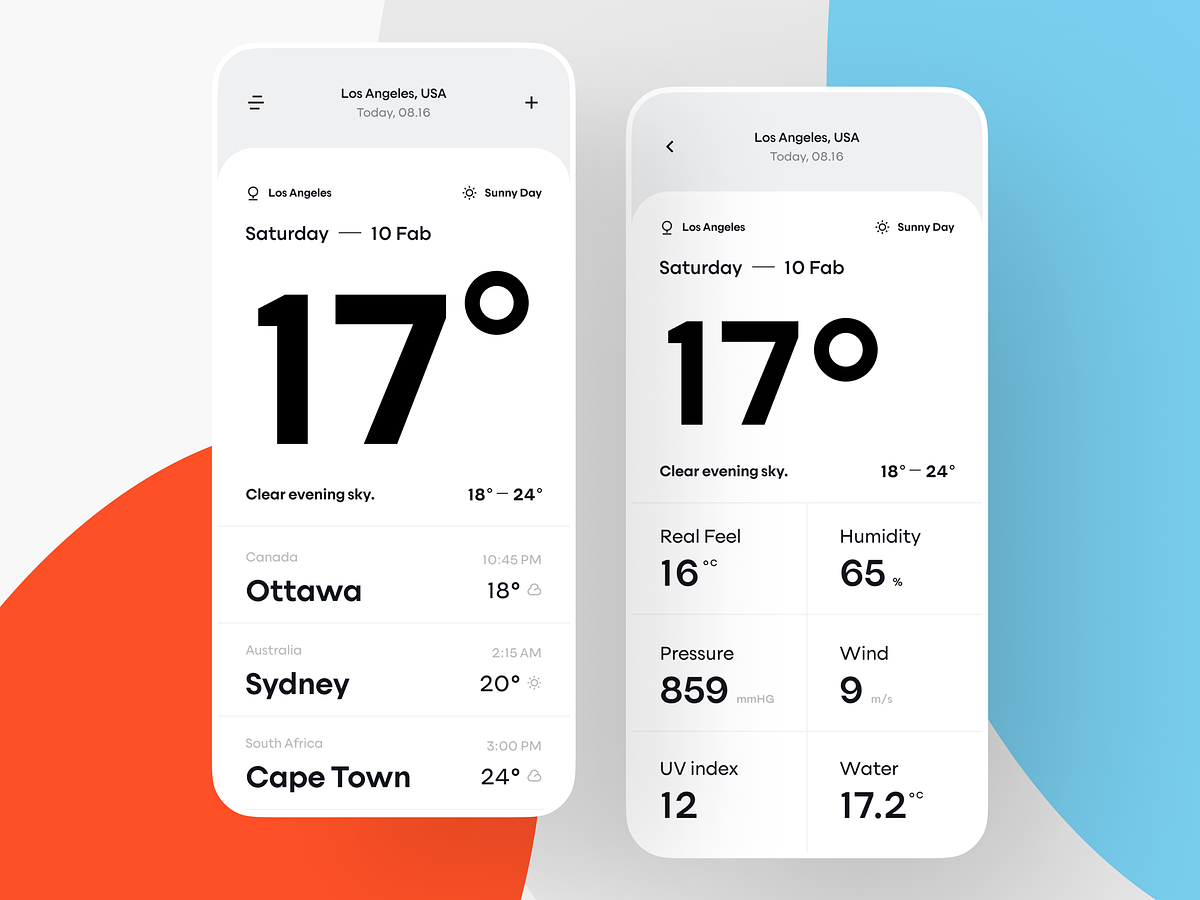 Los Angeles, USA
Today, 08.16
Los Angeles Sunny Day
Saturday — 10 Fab
17°
Clear evening sky. 18° — 24°
Canada 10:45 PM
Ottawa 18°
Australia 2:15 AM
Sydney 20°
South Africa 3:00 PM
Cape Town 24°
Los Angeles, USA
Today, 08.16
Los Angeles Sunny Day
Saturday — 10 Fab
17°
Clear evening sky. 18° — 24°
Real Feel Humidity
16 °C 65 %
Pressure Wind
859 mmHG 9 m/s
UV index Water
12 17.2 °C